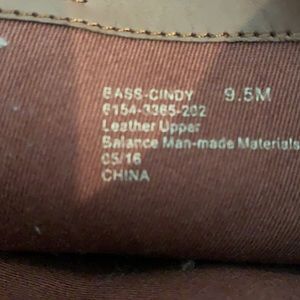 BASS-CINDY 9.5M
6154-3365-202
Leather Upper
Balance Man-made Materials
05/16
CHINA